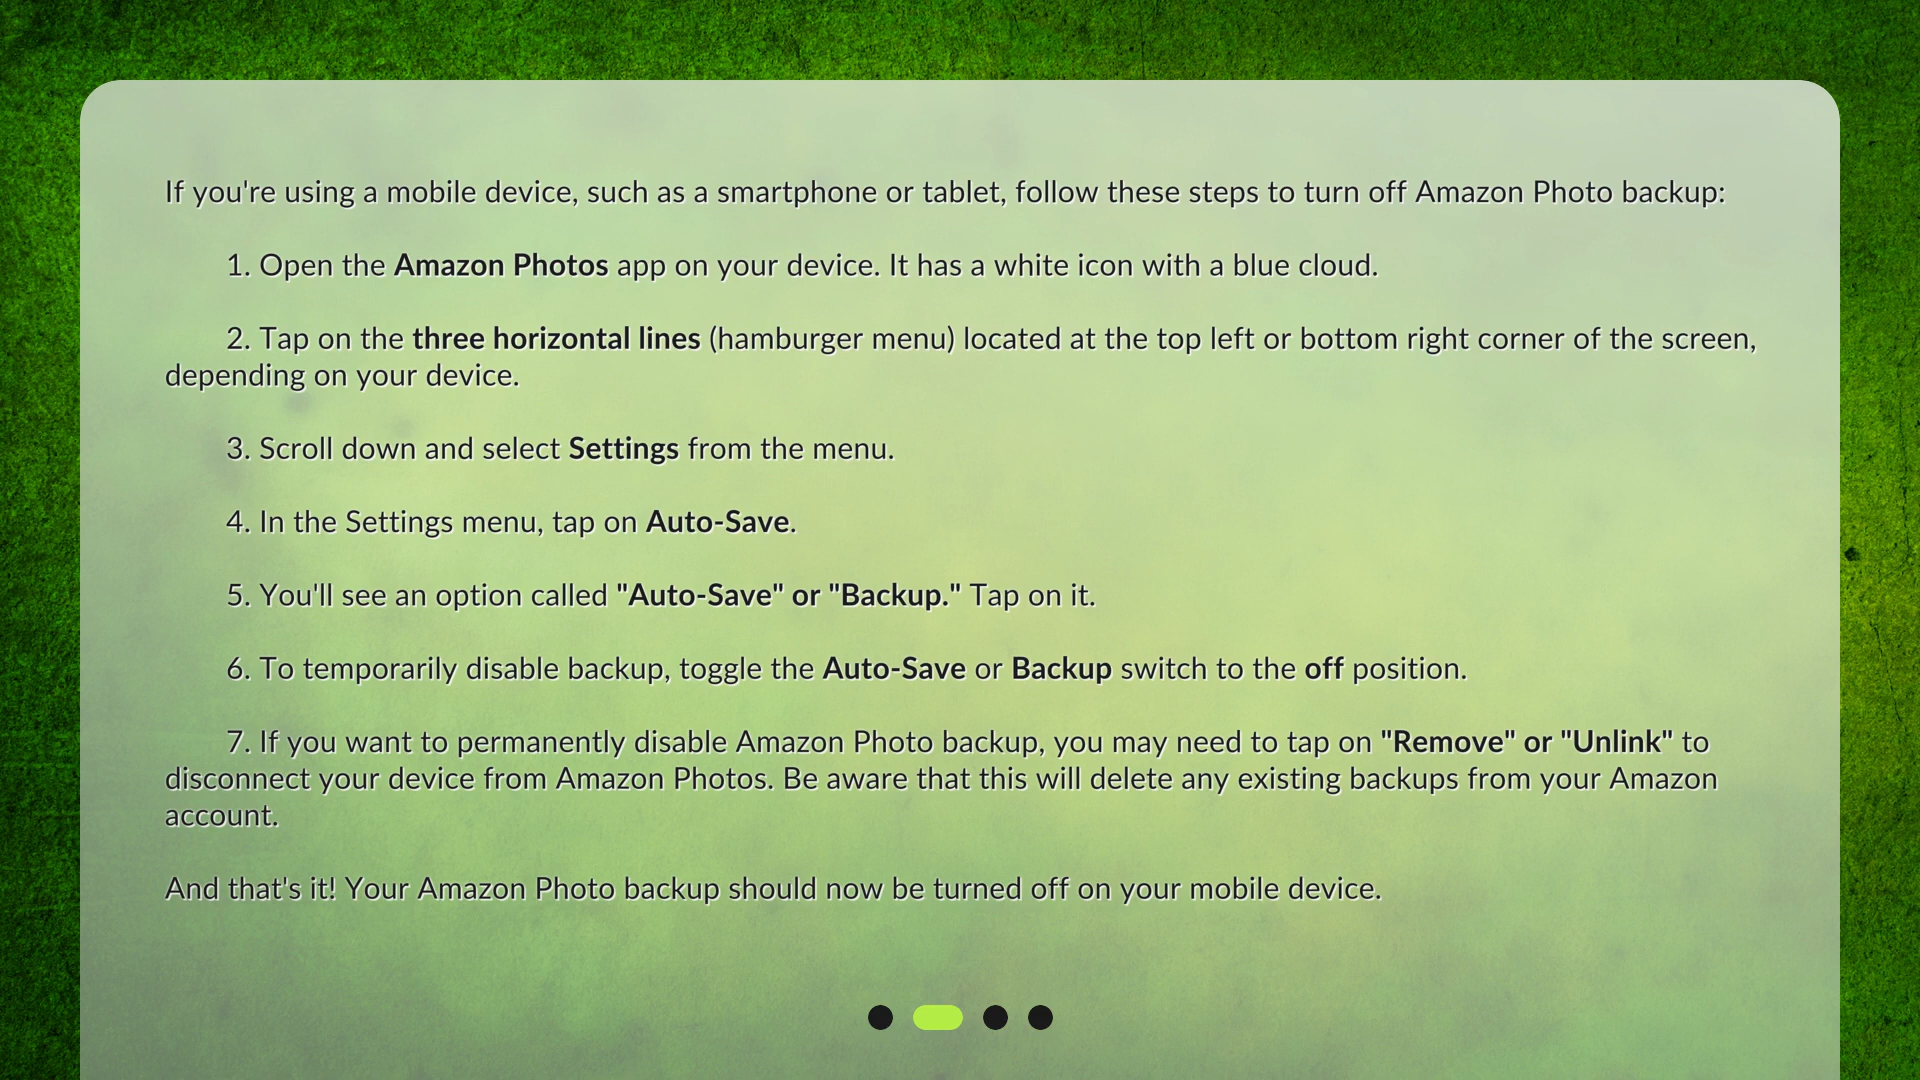 If you're using a mobile device, such as a smartphone or tablet, follow these steps to turn off Amazon Photo backup:
1. Open the Amazon Photos app on your device. It has a white icon with a blue cloud.
2. Tap on the three horizontal lines (hamburger menu) located at the top left or bottom right corner of the screen,
depending on your device.
3. Scroll down and select Settings from the menu.
4. In the Settings menu, tap on Auto-Save.
5. You'll see an option called "Auto-Save" or "Backup." Tap on it.
6. To temporarily disable backup, toggle the Auto-Save or Backup switch to the off position.
7. If you want to permanently disable Amazon Photo backup, you may need to tap on "Remove" or "Unlink" to
disconnect your device from Amazon Photos. Be aware that this will delete any existing backups from your Amazon
account.
And that's it! Your Amazon Photo backup should now be turned off on your mobile device.